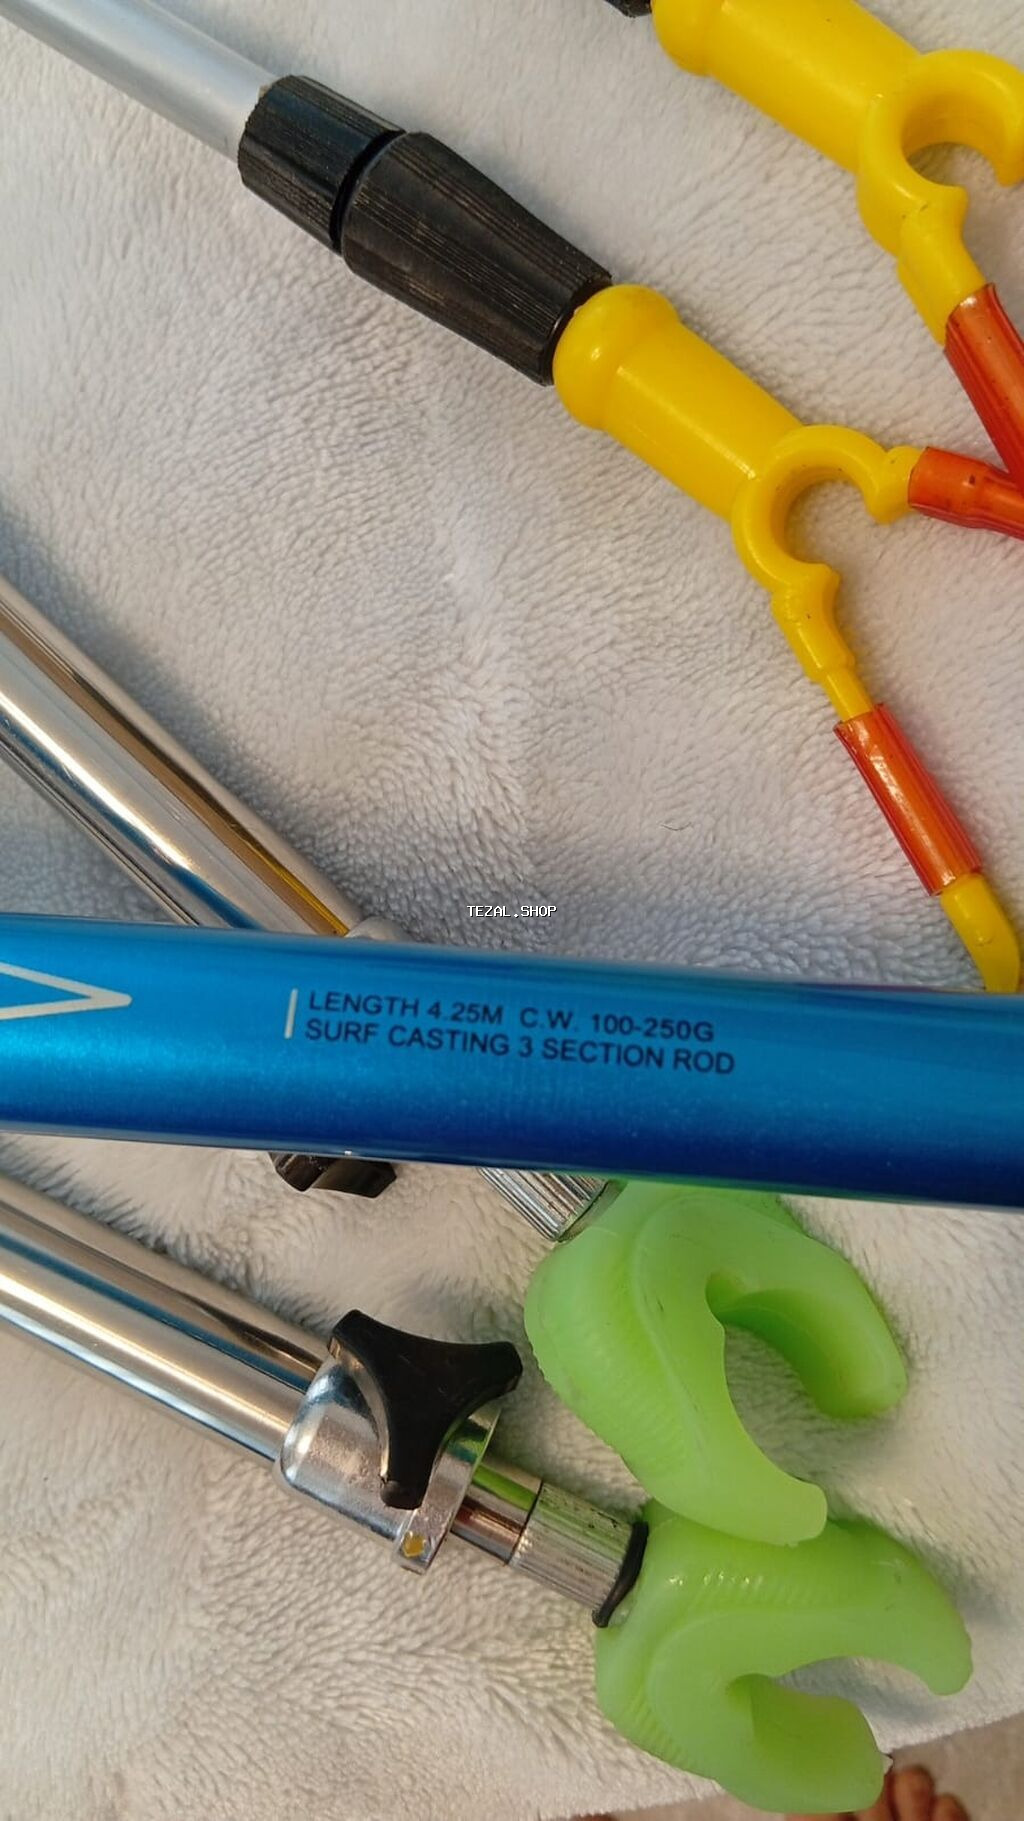 TEZAL.SHOP
LENGTH 4.25M C.W. 100-250G
SURF CASTING 3 SECTION ROD